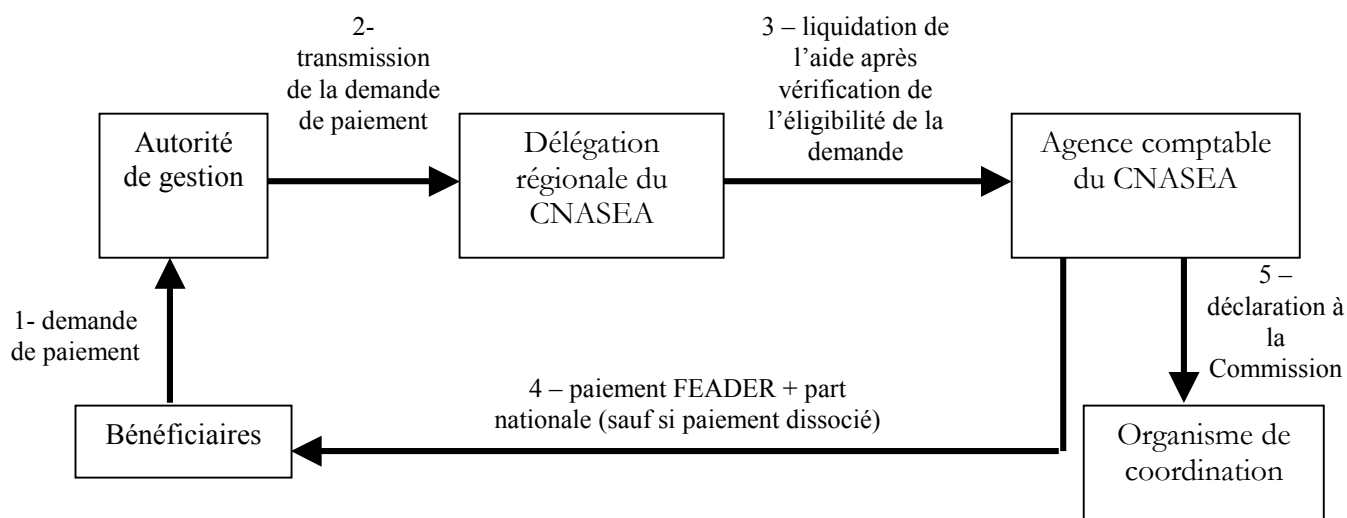 2-
transmission
de la demande
de paiement
3 – liquidation de
l’aide après
vérification de
l’éligibilité de la
demande
Autorité
de gestion
Délégation
régionale du
CNASEA
Agence comptable
du CNASEA
1- demande
de paiement
5 –
déclaration à
la
Commission
4 – paiement FEADER + part
nationale (sauf si paiement dissocié)
Bénéficiaires
Organisme de
coordination